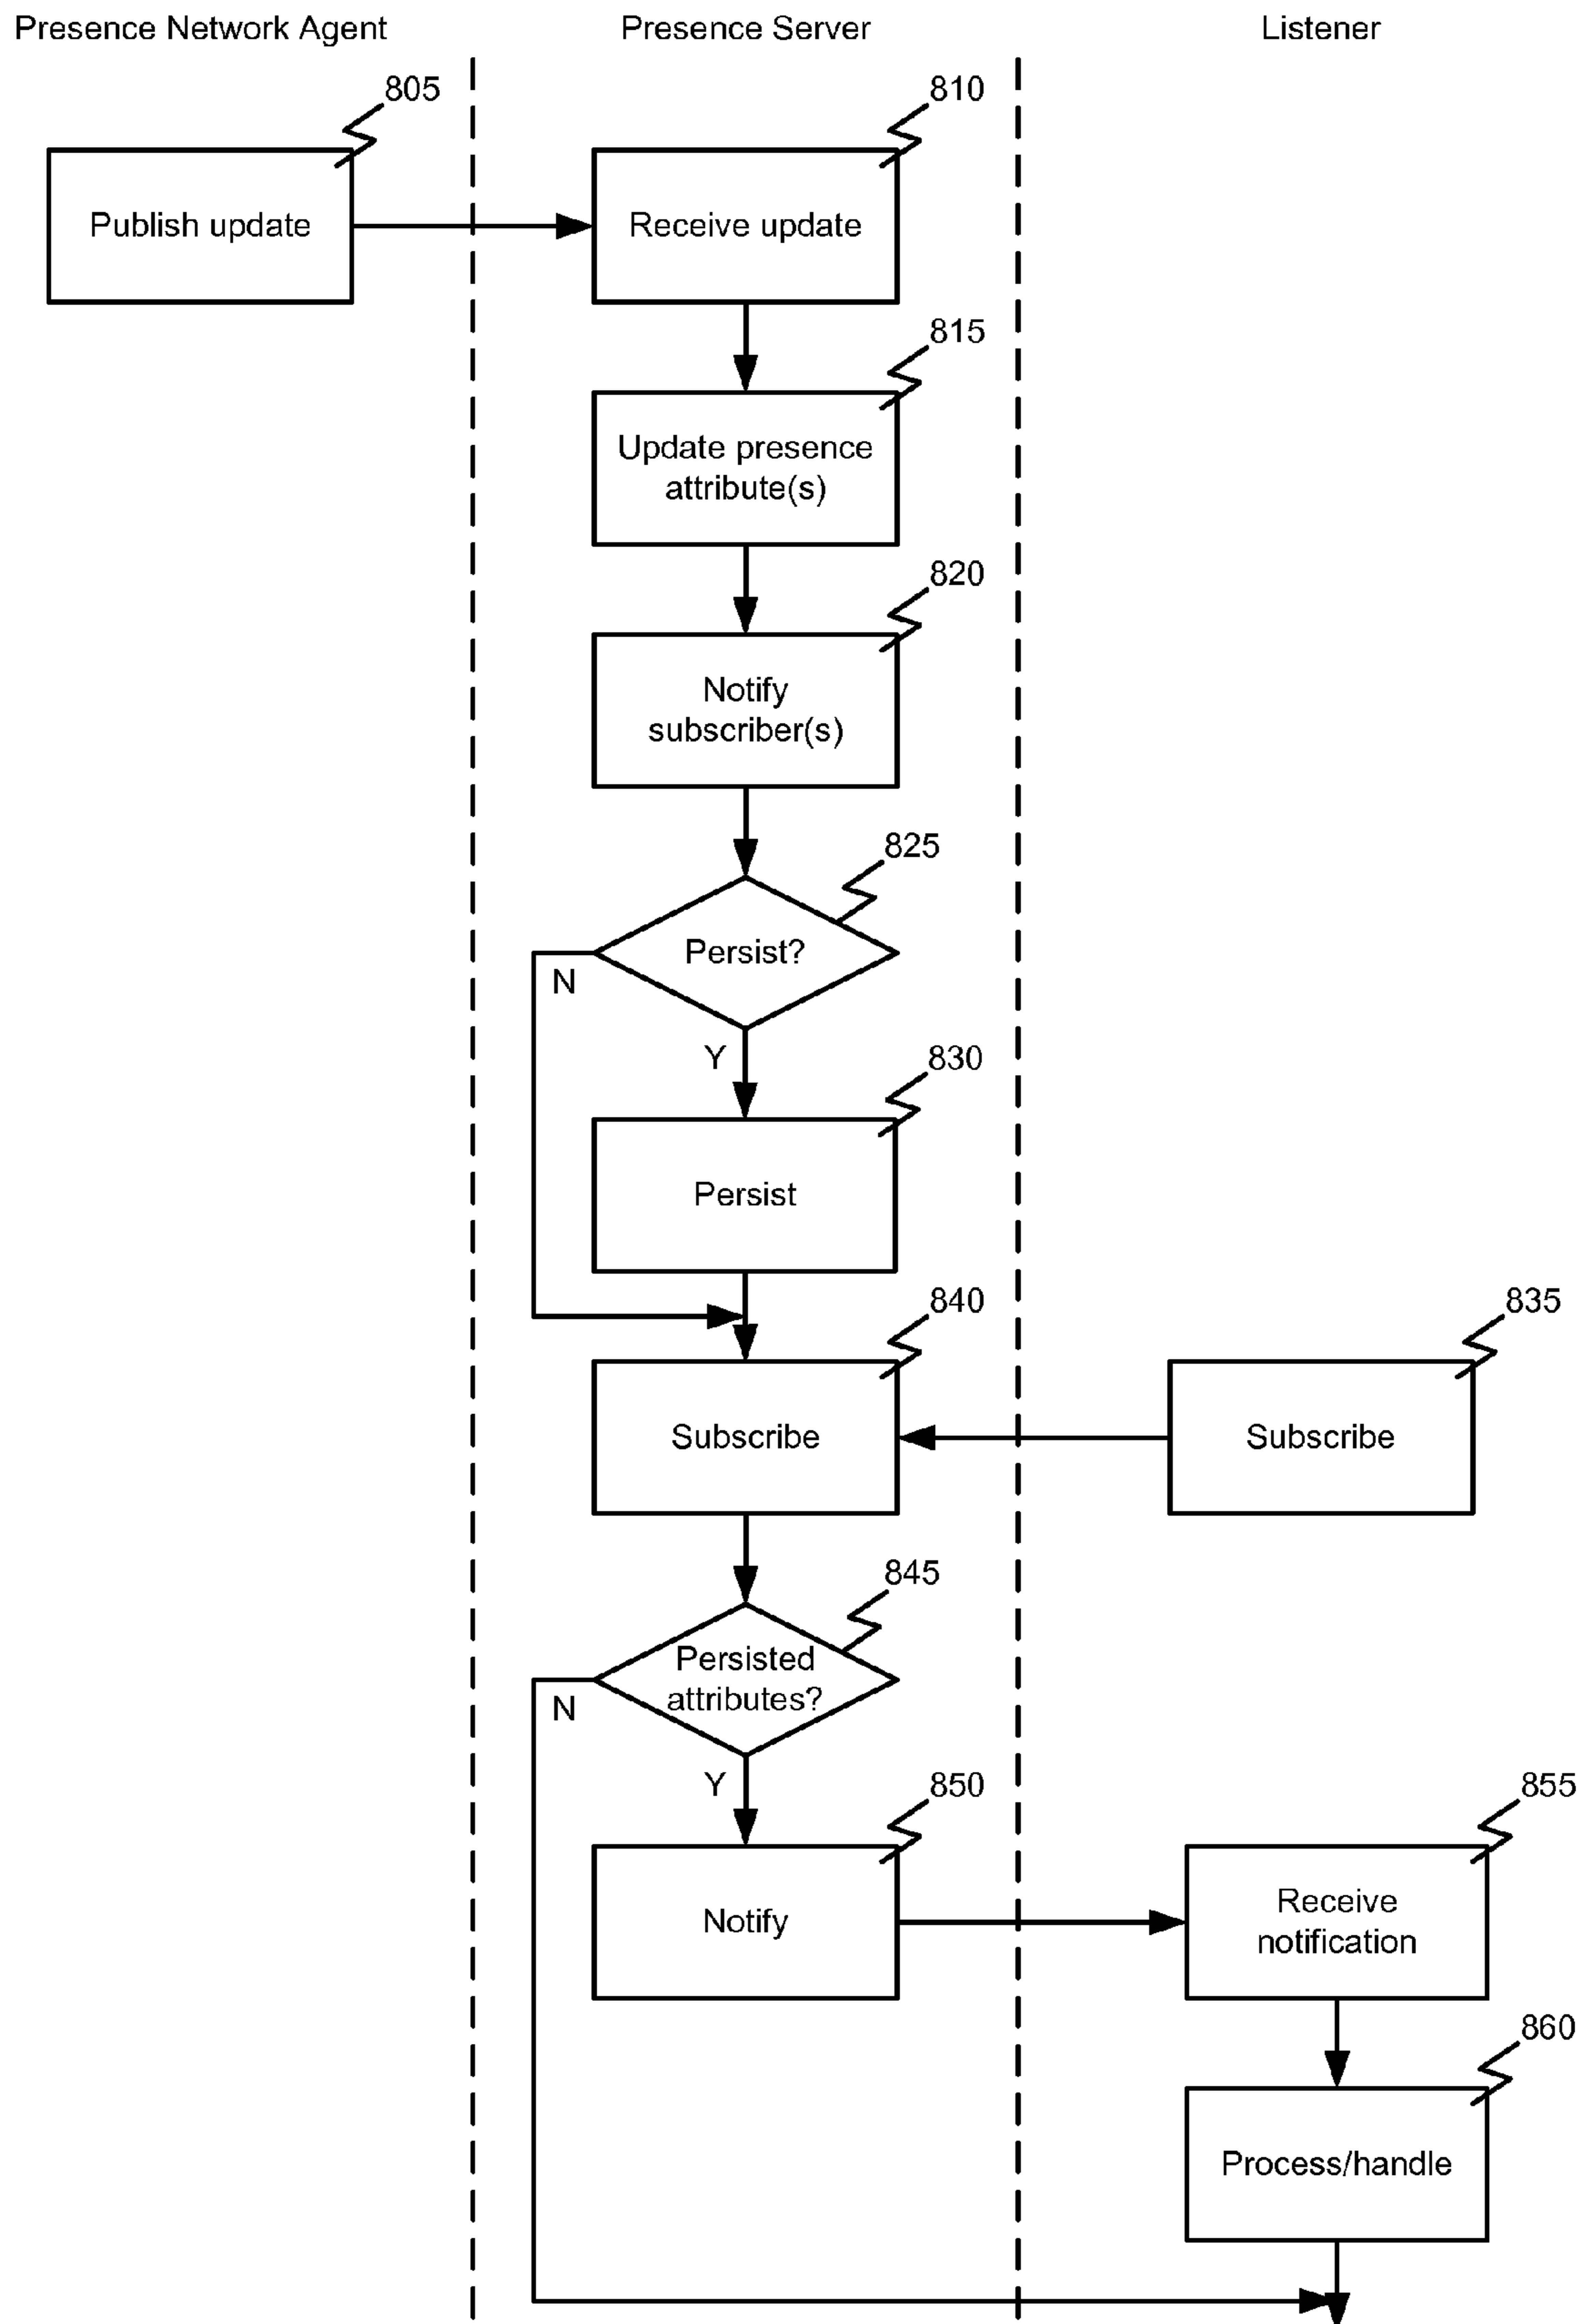 Presence Network Agent
Presence Server
Listener
805
810
Publish update
Receive update
815
Update presence
attribute(s)
820
Notify
subscriber(s)
825
Persist?
N
Y
830
Persist
840
835
Subscribe
Subscribe
845
Persisted
attributes?
N
Y
850
855
Notify
Receive
notification
860
Process/handle